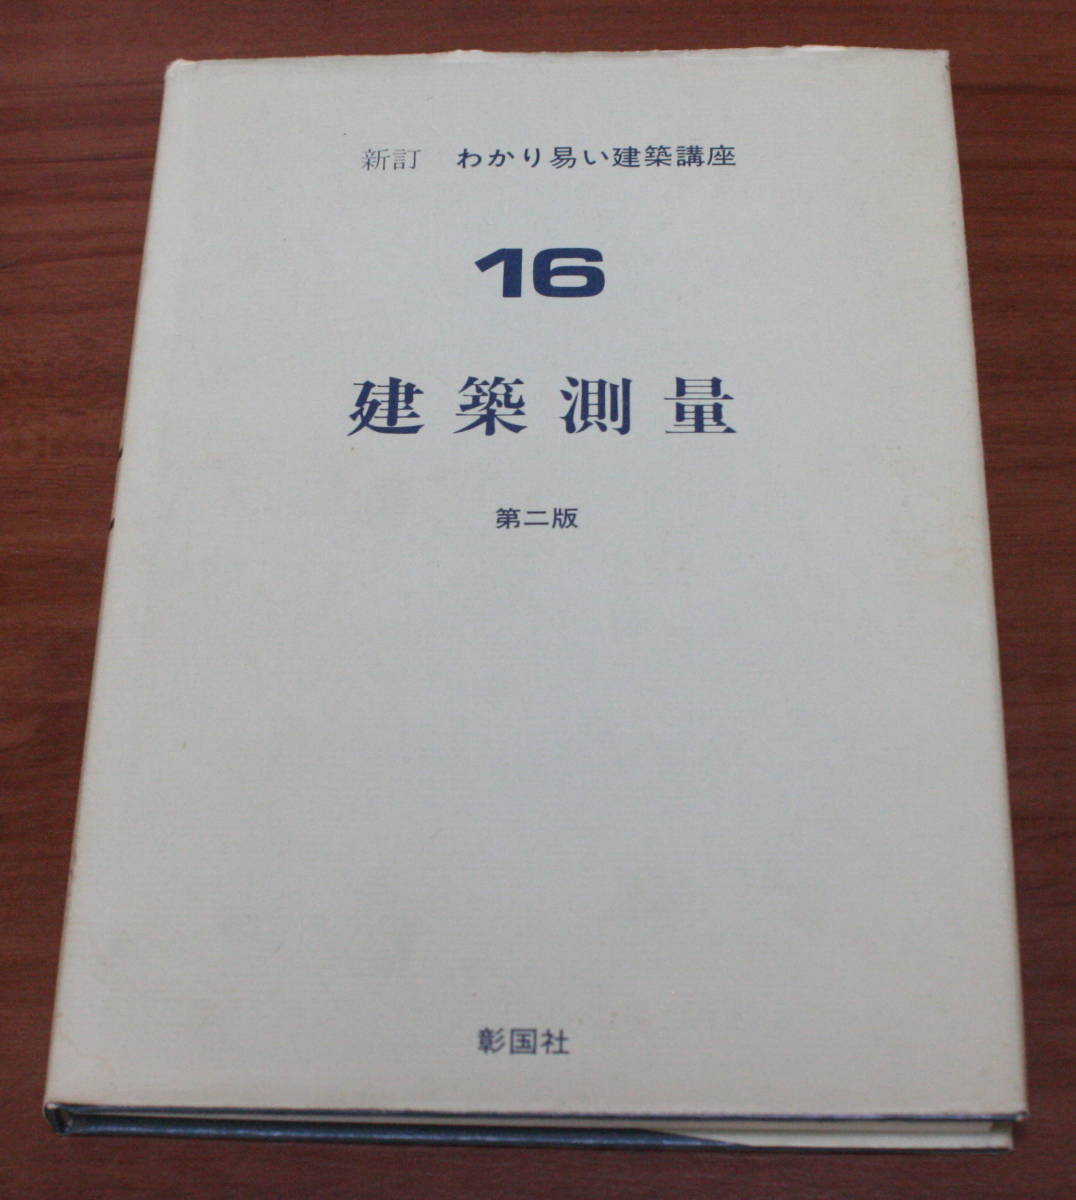 新訂 わかり易い建築講座
16
建築測量
第二版
彰国社